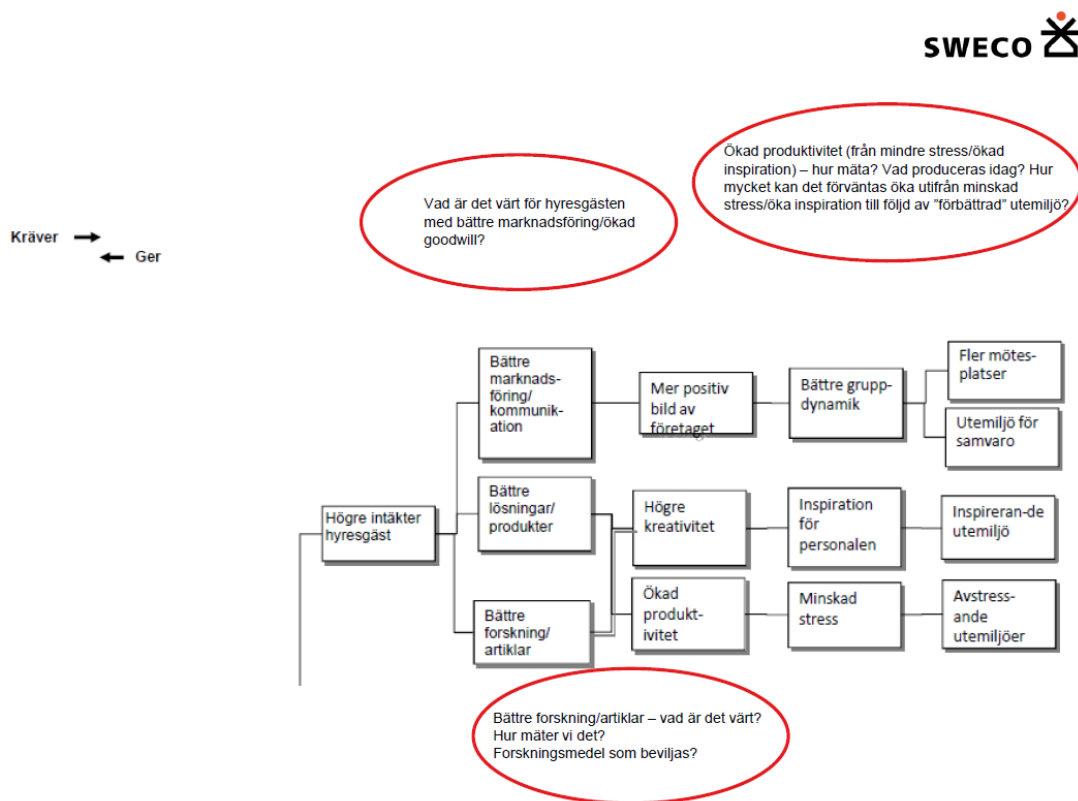 SWECO
Ökad produktivitet (från mindre stress/ökad
inspiration) – hur mäta? Vad produceras idag? Hur
mycket kan det förväntas öka utifrån minskad
stress/öka inspiration till följd av ”förbättrad” utemiljö?
Vad är det värt för hyresgästen
med bättre marknadsföring/ökad
goodwill?
Kräver
Ger
Bättre
marknads-
föring/
kommunik-
ation
Mer positiv
bild av
företaget
Bättre grupp-
dynamik
Fler mötes-
platser
Utemiljö för
samvaro
Högre intäkter
hyresgäst
Bättre
lösningar/
produkter
Högre
kreativitet
Inspiration
för
personalen
Inspireran-de
utemiljö
Bättre
forskning/
artiklar
Ökad
produkt-
ivitet
Minskad
stress
Avstress-
ande
utemiljöer
Bättre forskning/artiklar – vad är det värt?
Hur mäter vi det?
Forskningsmedel som beviljas?